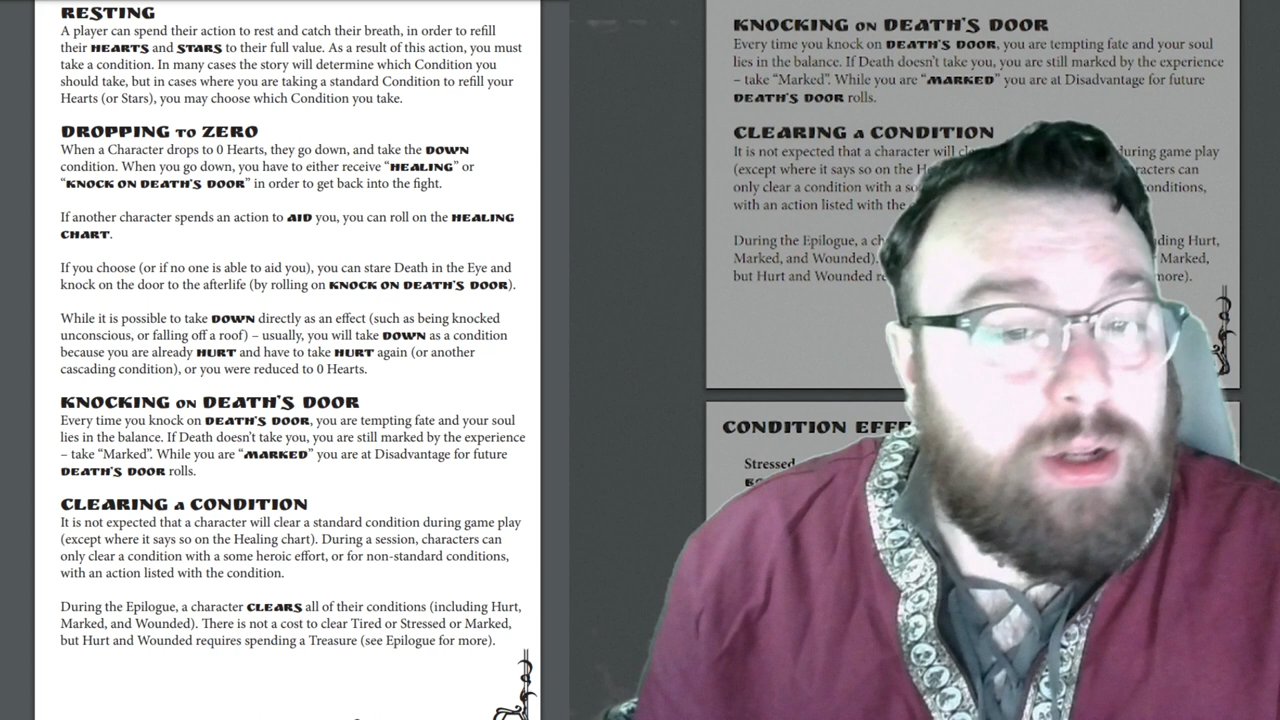 RESTING
A player can spend their action to rest and catch their breath, in order to refill
their HEARTS and STARS to their full value. As a result of this action, you must
take a condition. In many cases the story will determine which Condition you
should take, but in cases where you are taking a standard Condition to refill your
Hearts (or Stars), you may choose which Condition you take.
DROPPING TO ZERO
When a Character drops to 0 Hearts, they go down, and take the DOWN
condition. When you go down, you have to either receive “HEALING” or
“KNOCK ON DEATH'S DOOR” in order to get back into the fight.
If another character spends an action to AID you, you can roll on the HEALING
CHART.
If you choose (or if no one is able to aid you), you can stare Death in the Eye and
knock on the door to the afterlife (by rolling on KNOCK ON DEATH'S DOOR).
While it is possible to take DOWN directly as an effect (such as being knocked
unconscious, or falling off a roof) – usually, you will take DOWN as a condition
because you are already HURT and have to take HURT again (or another
cascading condition), or you were reduced to 0 Hearts.
KNOCKING ON DEATH'S DOOR
Every time you knock on DEATH'S DOOR, you are tempting fate and your soul
lies in the balance. If Death doesn’t take you, you are still marked by the experience
– take “Marked”. While you are “MARKED” you are at Disadvantage for future
DEATH'S DOOR rolls.
CLEARING a CONDITION
It is not expected that a character will clear a standard condition during game play
(except where it says so on the Healing chart). During a session, characters can
only clear a condition with a some heroic effort, or for non-standard conditions,
with an action listed with the condition.
During the Epilogue, a character CLEARS all of their conditions (including Hurt,
Marked, and Wounded). There is not a cost to clear Tired or Stressed or Marked,
but Hurt and Wounded requires spending a Treasure (see Epilogue for more).
KNOCKING ON DEATH'S DOOR
Every time you knock on DEATH'S DOOR, you are tempting fate and your soul
lies in the balance. If Death doesn’t take you, you are still marked by the experience
– take “Marked”. While you are “MARKED” you are at Disadvantage for future
DEATH'S DOOR rolls.
CLEARING a CONDITION
It is not expected that a character will during game play
(except where it says so on the
only clear a condition with a conditions,
with an action listed with the
During the Epilogue, a Hurt,
Marked, and Wounded). Marked,
but Hurt and Wounded more).
CONDITION
Stressed